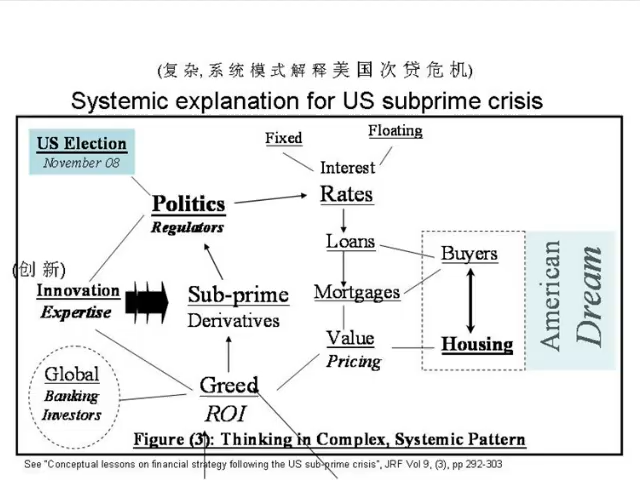 (复杂,系统模式解释美国次贷危机)
Systemic explanation for US subprime crisis
US Election
November 08
Fixed
Floating
Interest
Rates
Politics
Regulators
Loans
Buyers
(创新)
Innovation
Expertise
Sub-prime
Derivatives
Mortgages
Value
Pricing
Housing
American
Dream
Global
Banking
Investors
Greed
ROI
Figure (3): Thinking in Complex, Systemic Pattern
See "Conceptual lessons on financial strategy following the US sub-prime crisis", JRF Vol 9, (3), pp 292-303